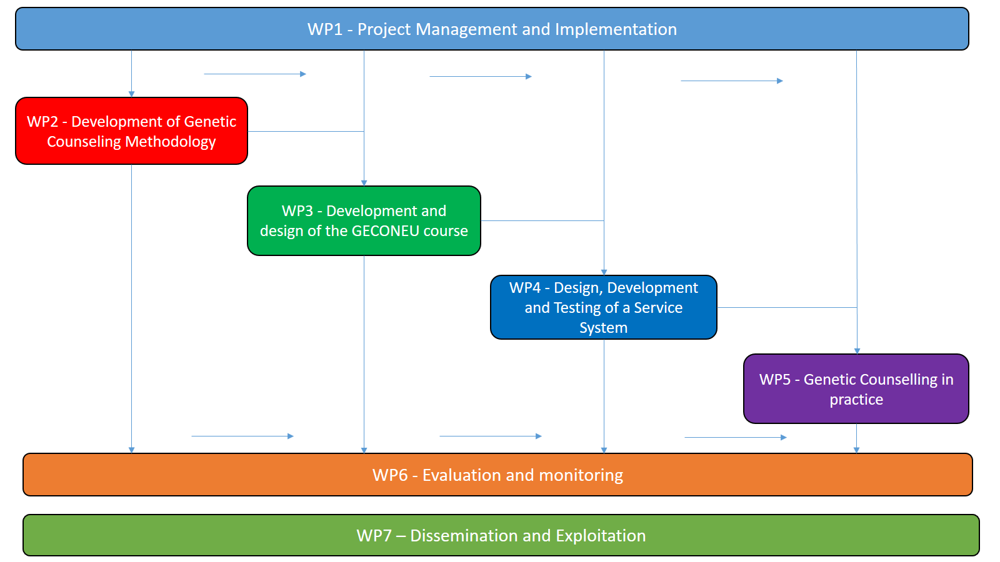 WP1 - Project Management and Implementation
WP2 - Development of Genetic
Counseling Methodology
WP3 - Development and
design of the GECONEU course
WP4 - Design, Development
and Testing of a Service
System
WP5 - Genetic Counselling in
practice
WP6 - Evaluation and monitoring
WP7 – Dissemination and Exploitation